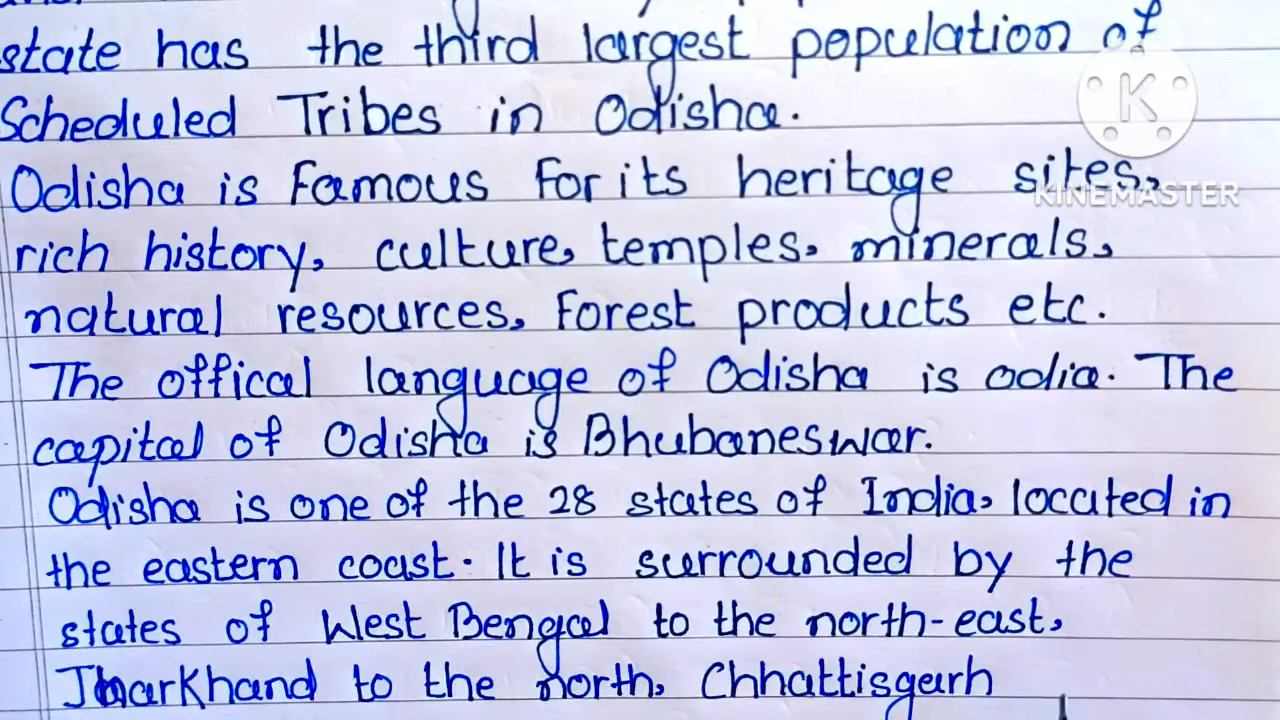 state has the third largest population of
Scheduled Tribes in Odisha.
Odisha is famous for its heritage sites,
KINEMASTER
rich history, culture, temples, minerals,
natural resources, forest products etc.
The offical language of Odisha is odia. The
capital of Odisha is Bhubaneswar.
Odisha is one of the 28 states of India, located in
the eastern coast. It is surrounded by the
states of West Bengal to the north-east,
Jharkhand to the north, Chhattisgarh